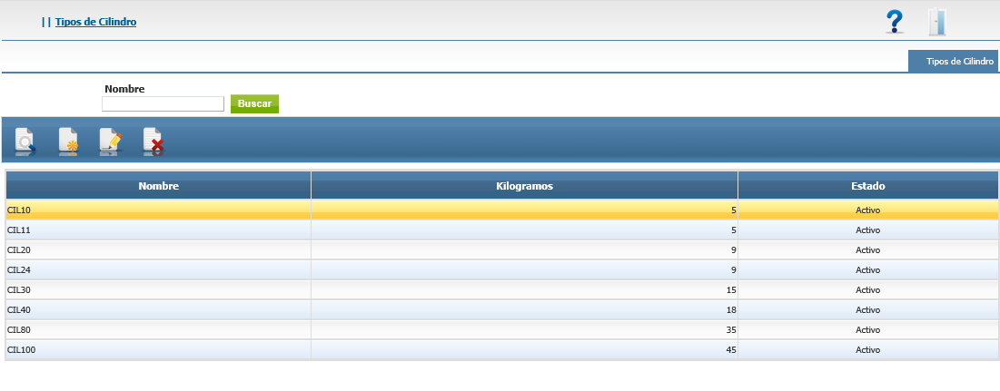 || Tipos de Cilindro
Tipos de Cilindro
Nombre
Buscar
Nombre Kilogramos Estado
CIL10 5 Activo
CIL11 5 Activo
CIL20 9 Activo
CIL24 9 Activo
CIL30 15 Activo
CIL40 18 Activo
CIL80 35 Activo
CIL100 45 Activo